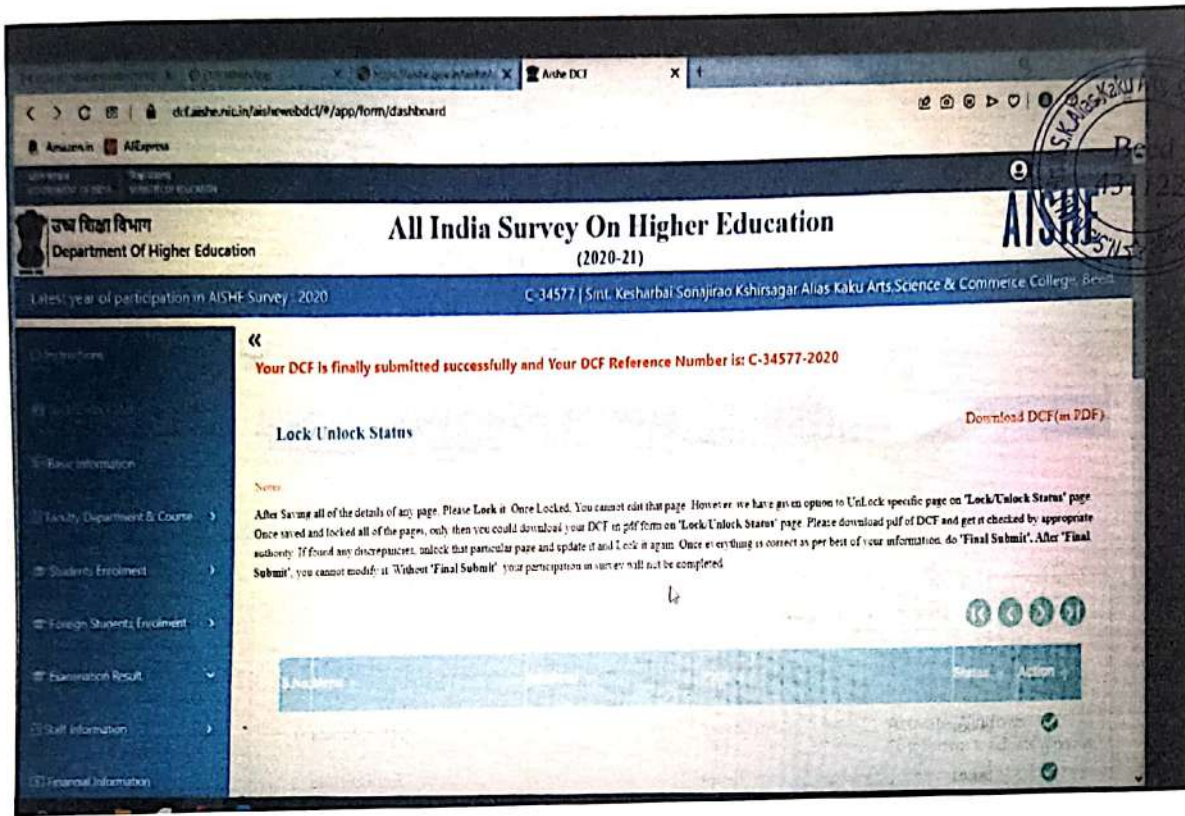 Aishe DCF
dcf.aishe.nic.in/aishewebdcf/#/app/form/dashboard
Amazon.in AliExpress
उच्च शिक्षा विभाग
Department Of Higher Education
All India Survey On Higher Education
(2020-21)
AISHE
S.K.Alias.Kaku
Beed
Latest year of participation in AISHE Survey : 2020
C-34577 | Smt. Kesharbai Sonajirao Kshirsagar Alias Kaku Arts,Science & Commerce College, Beed
Instructions
Basic Information
Faculty Department & Course
Students Enrolment
Foreign Students Enrolment
Examination Result
Staff Information
Financial Information
«
Your DCF is finally submitted successfully and Your DCF Reference Number is: C-34577-2020
Download DCF(in PDF)
Lock/Unlock Status
Notes
After Saving all of the details of any page. Please Lock it. Once Locked, You cannot edit that page. However we have given option to UnLock specific page on 'Lock/Unlock Status' page.
Once saved and locked all of the pages, only then you could download your DCF in pdf form on 'Lock/Unlock Status' page. Please download pdf of DCF and get it checked by appropriate
authority. If found any discrepancies, unlock that particular page and update it and Lock it again. Once everything is correct as per best of your information, do 'Final Submit'. After 'Final
Submit', you cannot modify it. Without 'Final Submit' your participation in survey will not be completed
Status Action